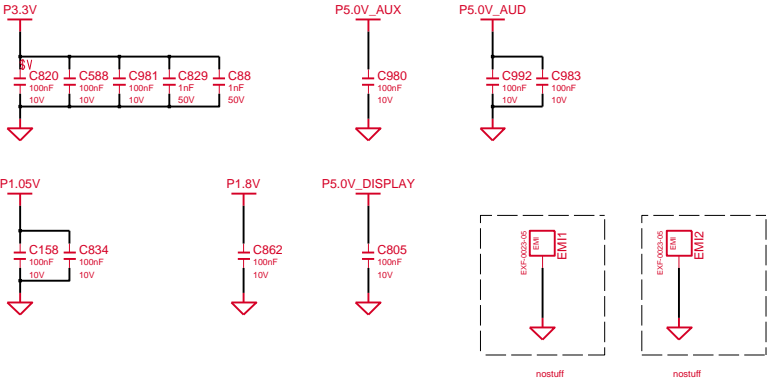 P3.3V
P5.0V_AUX
P5.0V_AUD
C820
100nF
10V
C588
100nF
10V
C981
100nF
10V
C829
1nF
50V
C88
1nF
50V
C980
100nF
10V
C992
100nF
10V
C983
100nF
10V
P1.05V
P1.8V
P5.0V_DISPLAY
C158
100nF
10V
C834
100nF
10V
C862
100nF
10V
C805
100nF
10V
EXF-0023-05
EMI
EMI1
EXF-0023-05
EMI
EMI2
nostuff
nostuff